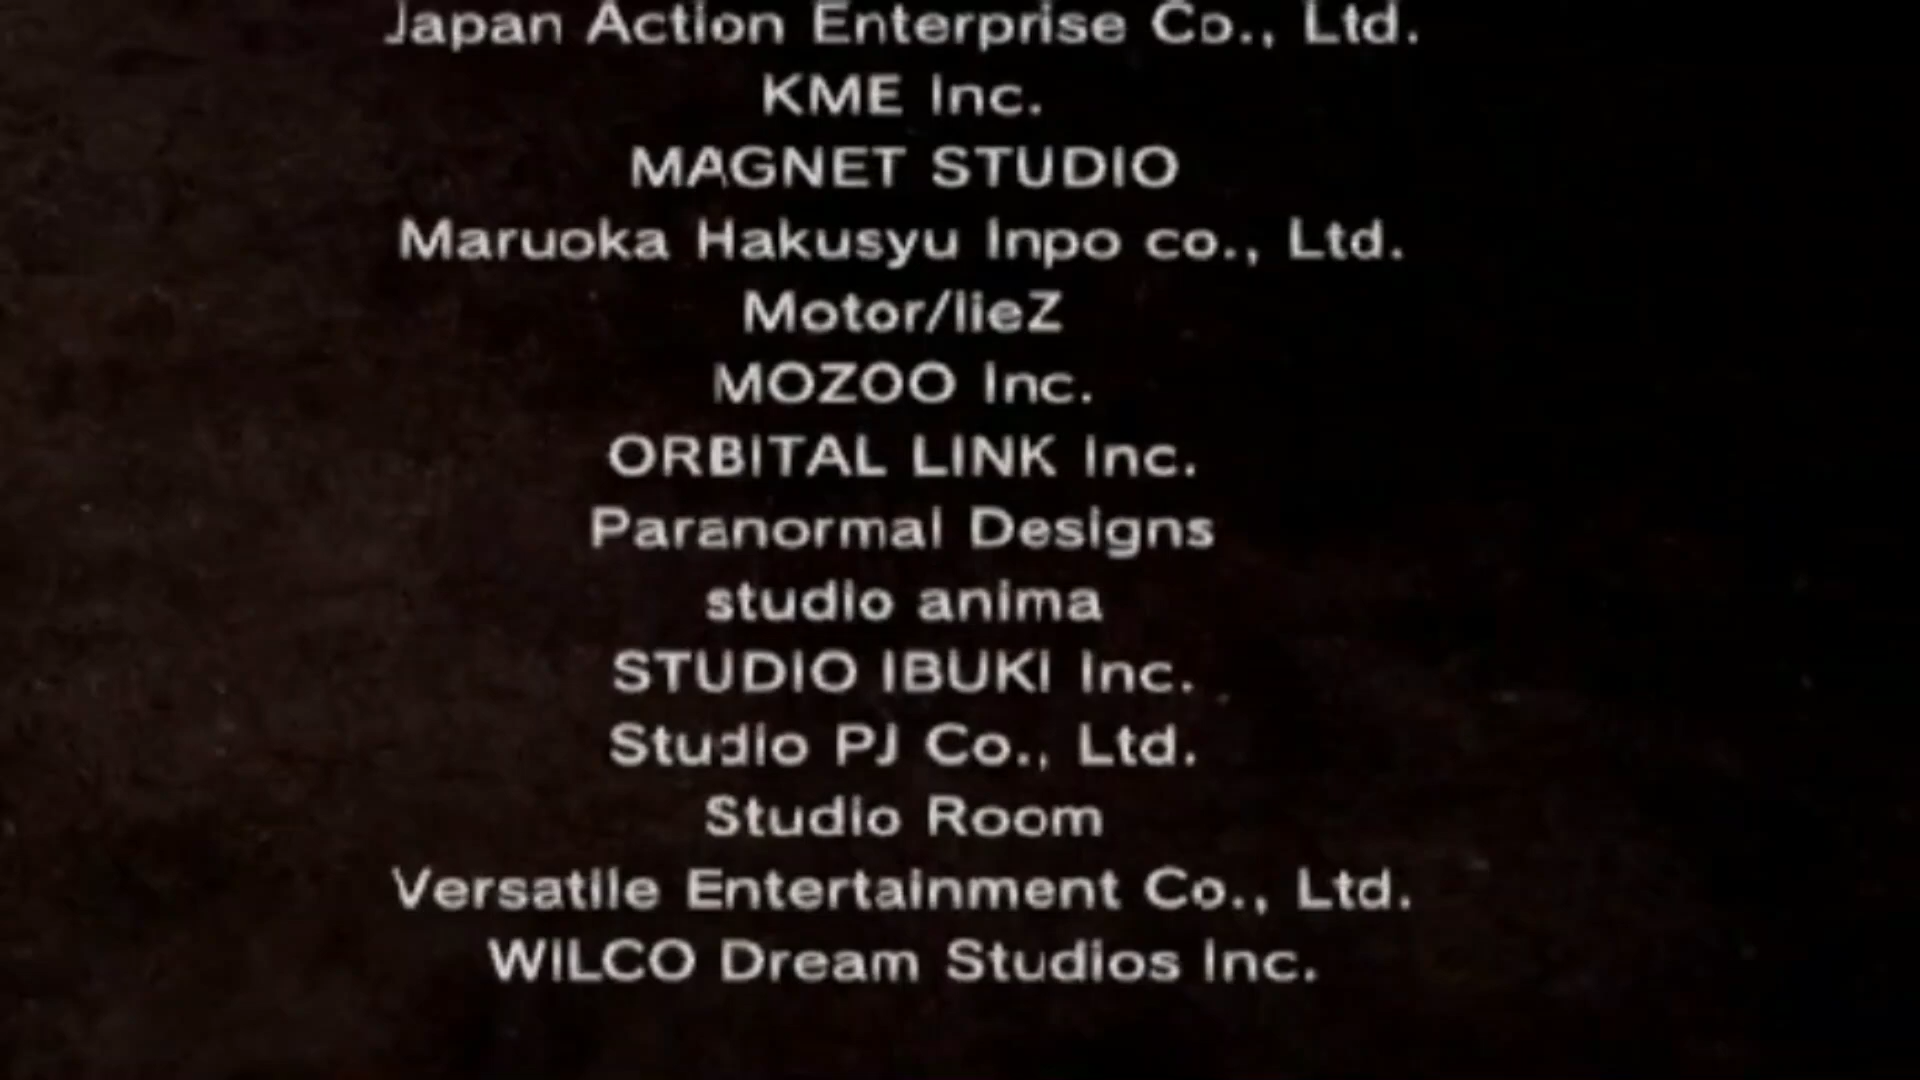 Japan Action Enterprise Co., Ltd.
KME Inc.
MAGNET STUDIO
Maruoka Hakusyu Inpo co., Ltd.
Motor/lieZ
MOZOO Inc.
ORBITAL LINK Inc.
Paranormal Designs
studio anima
STUDIO IBUKI Inc.
Studio PJ Co., Ltd.
Studio Room
Versatile Entertainment Co., Ltd.
WILCO Dream Studios Inc.